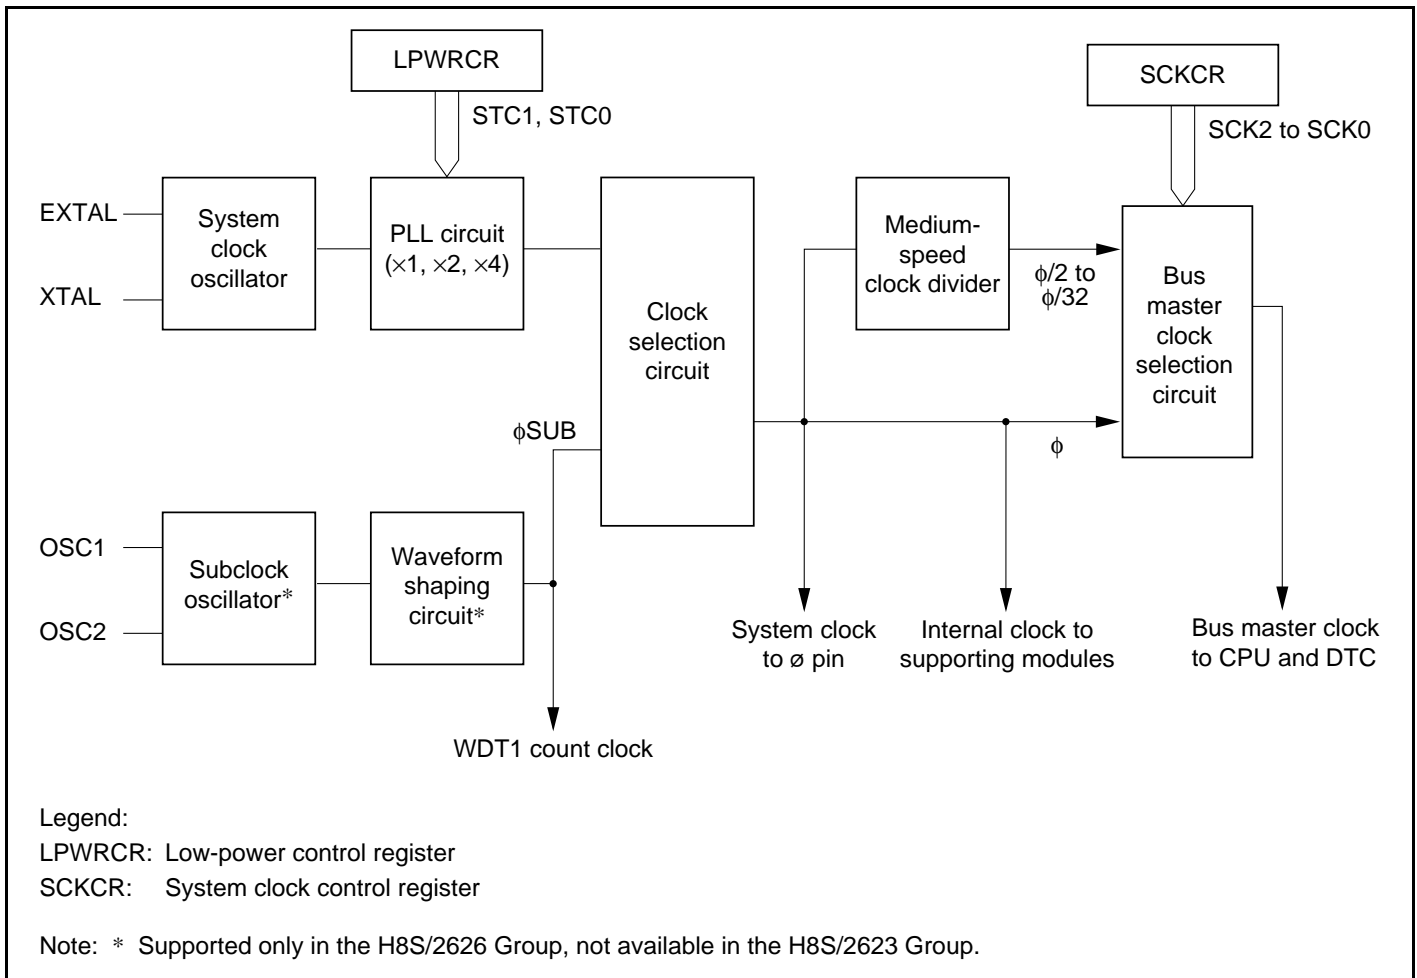 LPWRCR
STC1, STC0
SCKCR
SCK2 to SCK0
EXTAL
XTAL
System
clock
oscillator
PLL circuit
(×1, ×2, ×4)
Clock
selection
circuit
Medium-
speed
clock divider
ϕ/2 to
ϕ/32
Bus
master
clock
selection
circuit
ϕSUB
ϕ
OSC1
OSC2
Subclock
oscillator*
Waveform
shaping
circuit*
System clock
to ø pin
Internal clock to
supporting modules
Bus master clock
to CPU and DTC
WDT1 count clock
Legend:
LPWRCR: Low-power control register
SCKCR: System clock control register
Note: * Supported only in the H8S/2626 Group, not available in the H8S/2623 Group.